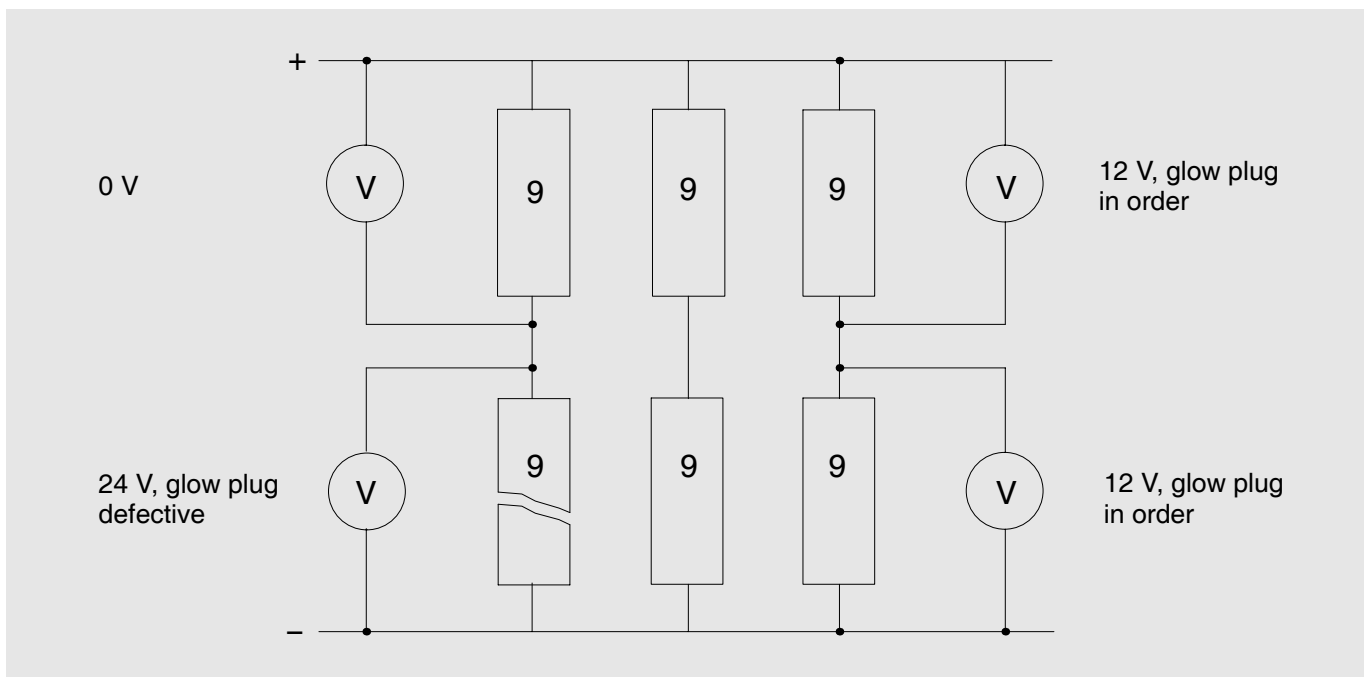 +
0 V
V
9
9
9
V
12 V, glow plug
in order
24 V, glow plug
defective
V
9
9
9
V
12 V, glow plug
in order
−